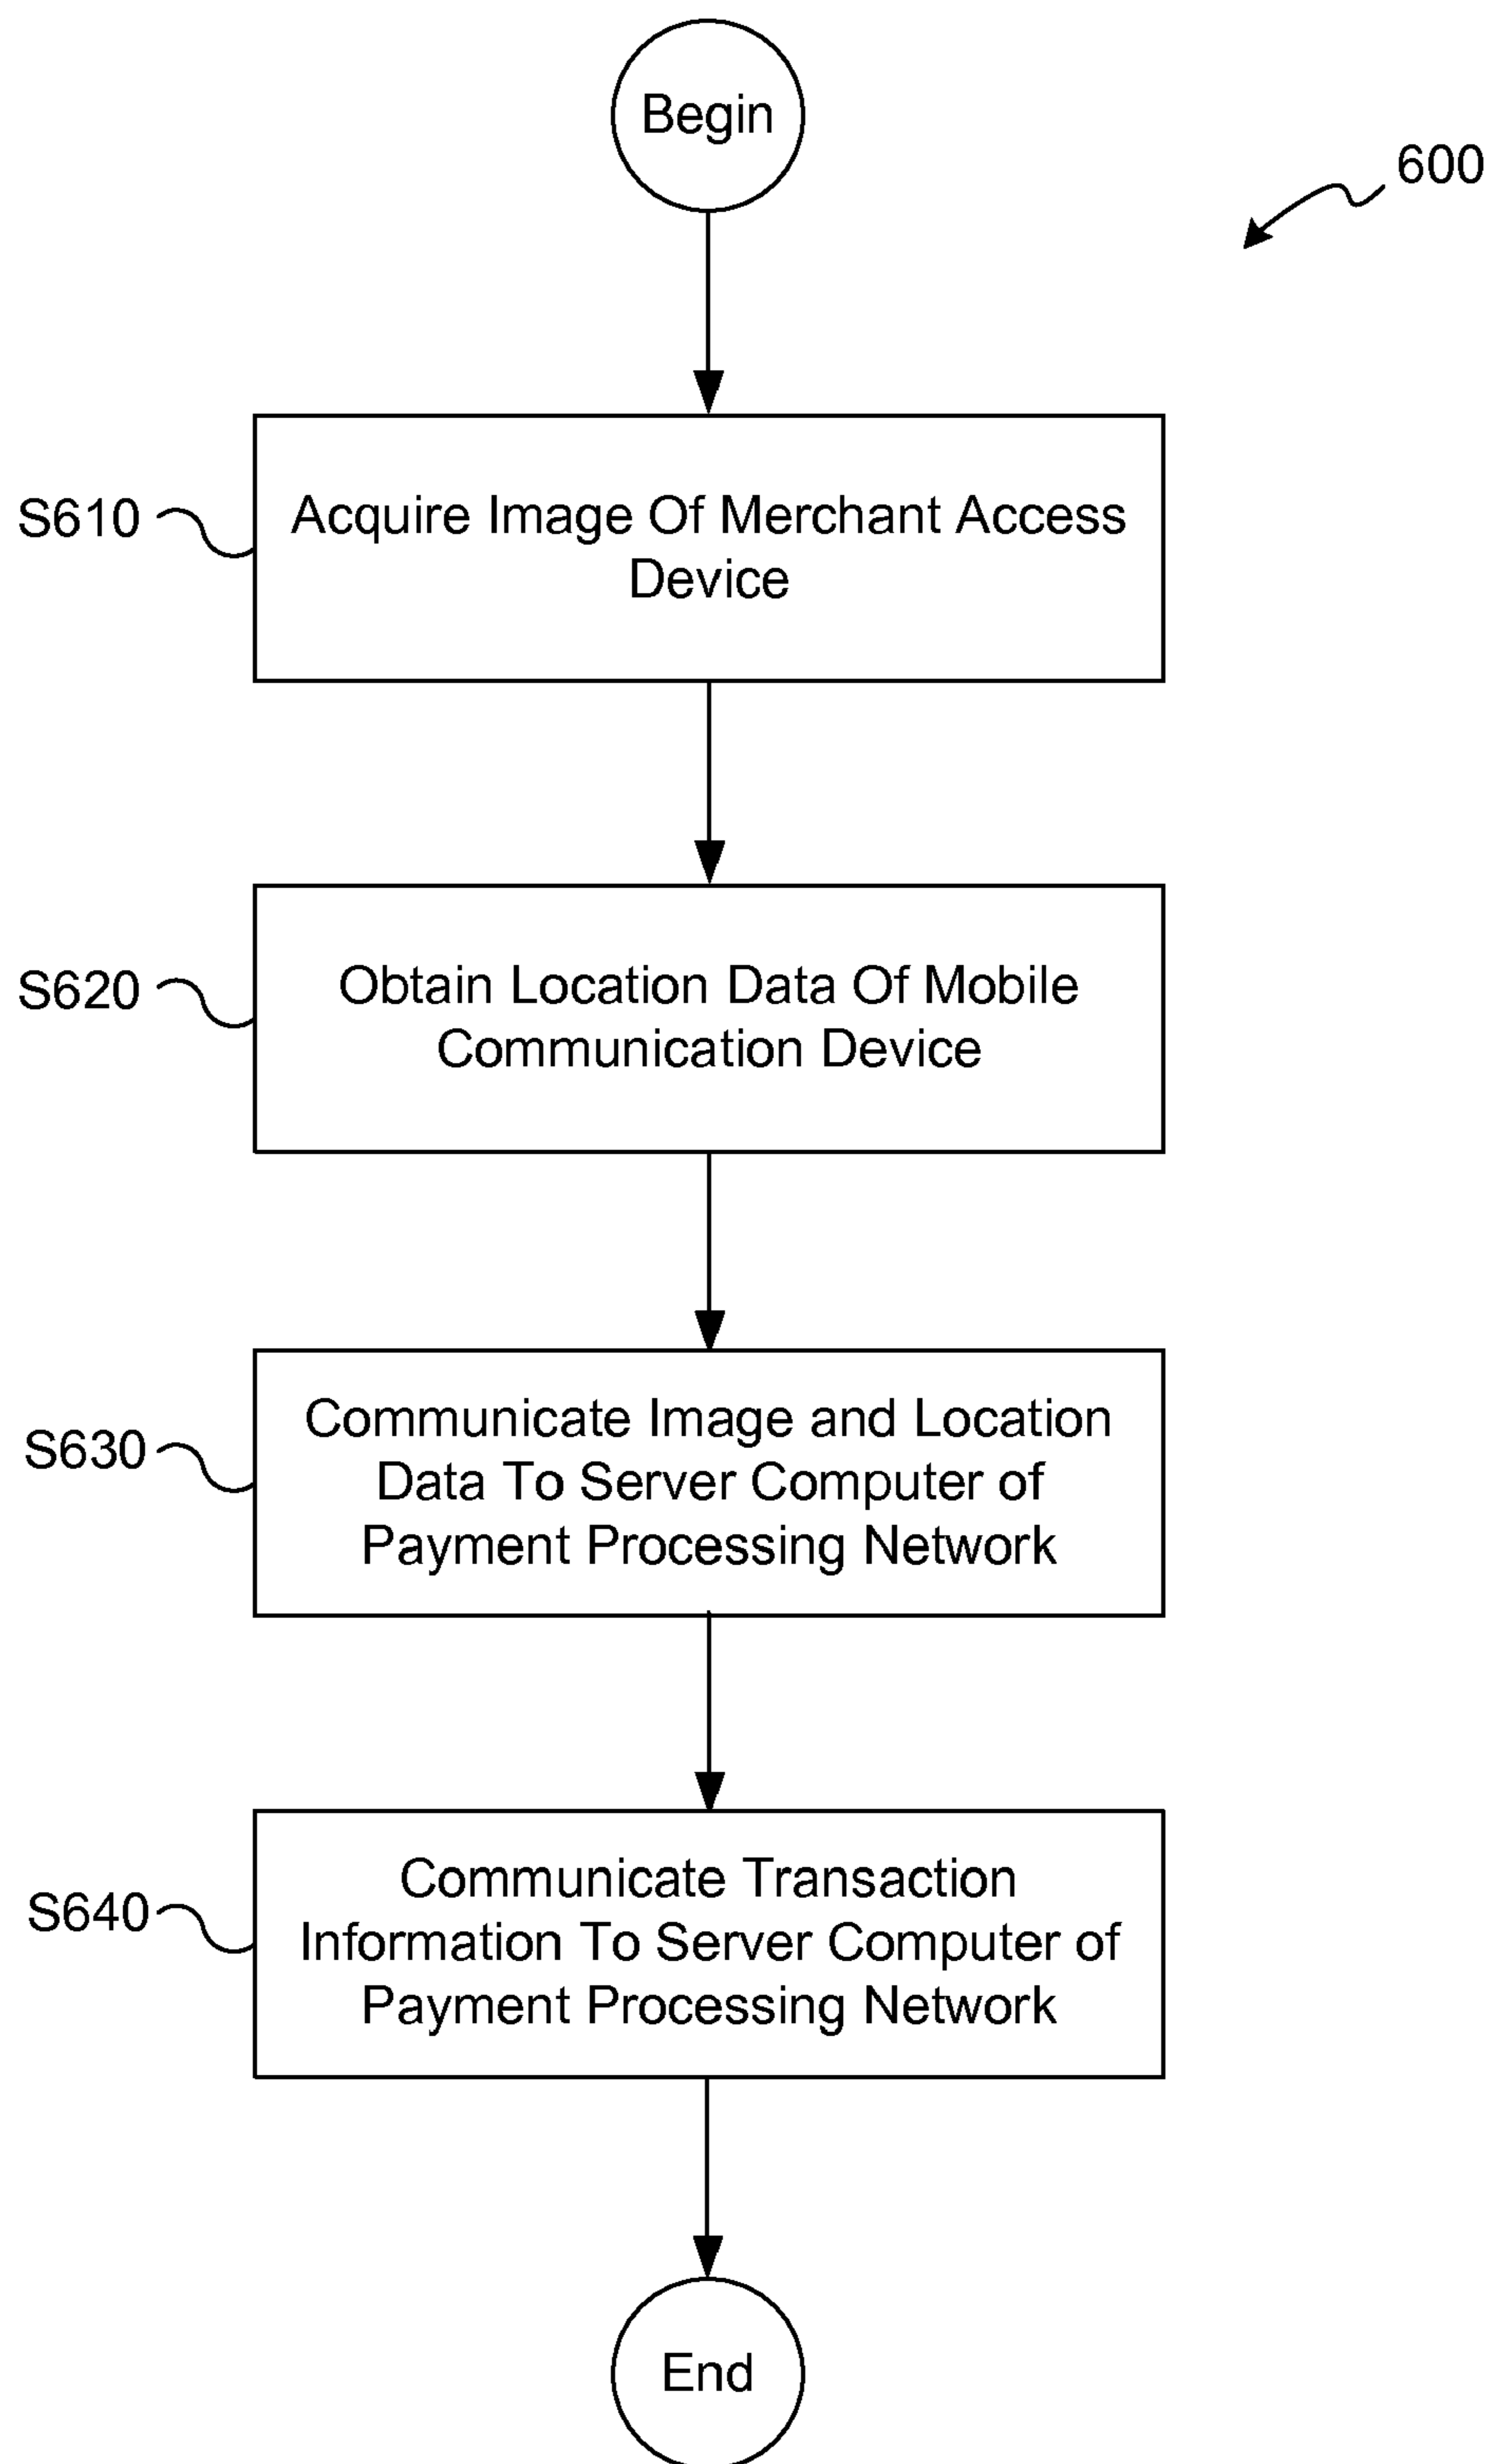 Begin
600
S610
Acquire Image Of Merchant Access
Device
S620
Obtain Location Data Of Mobile
Communication Device
S630
Communicate Image and Location
Data To Server Computer of
Payment Processing Network
S640
Communicate Transaction
Information To Server Computer of
Payment Processing Network
End